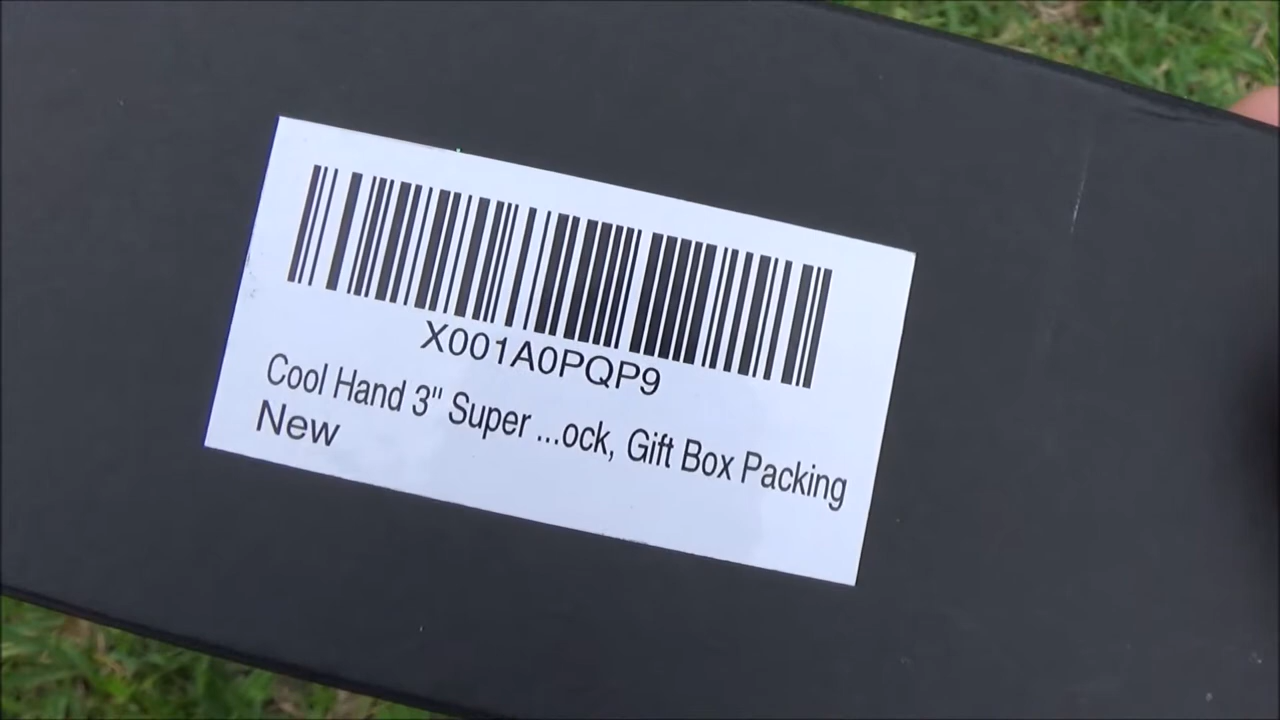 X001A0PQP9
Cool Hand 3" Super ...ock, Gift Box Packing
New